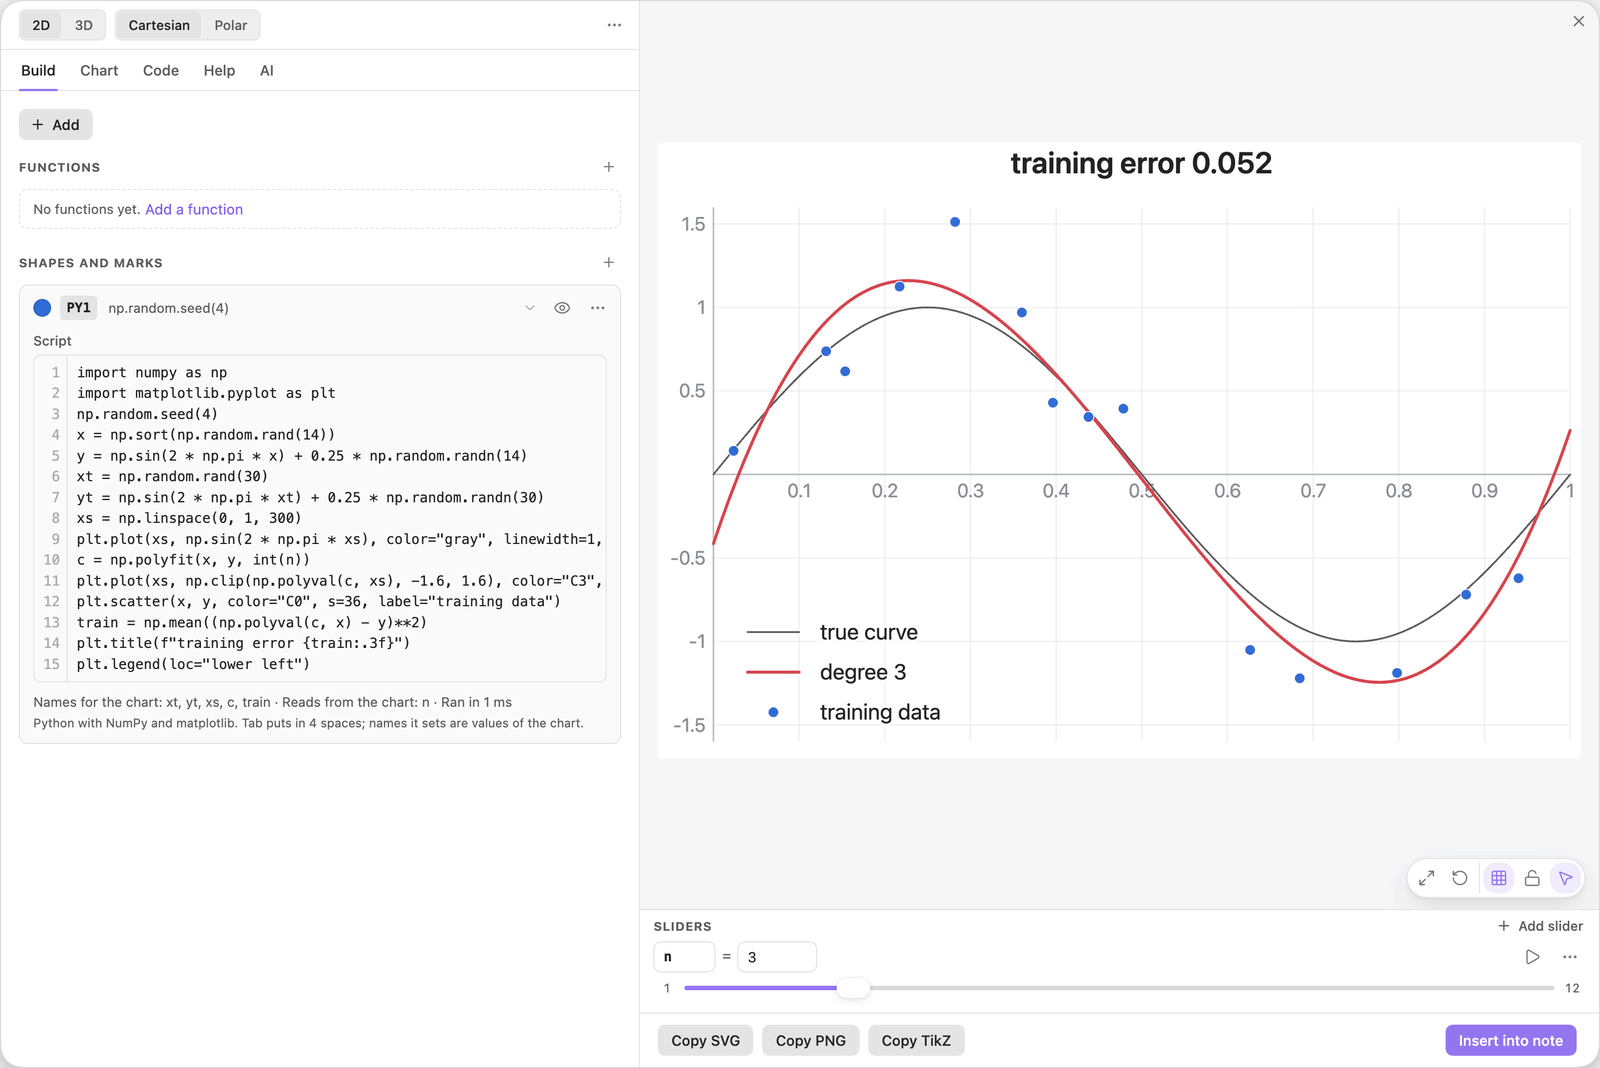 2D 3D Cartesian Polar
Build Chart Code Help AI
+ Add
FUNCTIONS
No functions yet. Add a function
SHAPES AND MARKS
PY1 np.random.seed(4)
Script
1 import numpy as np
2 import matplotlib.pyplot as plt
3 np.random.seed(4)
4 x = np.sort(np.random.rand(14))
5 y = np.sin(2 * np.pi * x) + 0.25 * np.random.randn(14)
6 xt = np.random.rand(30)
7 yt = np.sin(2 * np.pi * xt) + 0.25 * np.random.randn(30)
8 xs = np.linspace(0, 1, 300)
9 plt.plot(xs, np.sin(2 * np.pi * xs), color="gray", linewidth=1,
10 c = np.polyfit(x, y, int(n))
11 plt.plot(xs, np.clip(np.polyval(c, xs), −1.6, 1.6), color="C3",
12 plt.scatter(x, y, color="C0", s=36, label="training data")
13 train = np.mean((np.polyval(c, x) − y)**2)
14 plt.title(f"training error {train:.3f}")
15 plt.legend(loc="lower left")
Names for the chart: xt, yt, xs, c, train · Reads from the chart: n · Ran in 1 ms
Python with NumPy and matplotlib. Tab puts in 4 spaces; names it sets are values of the chart.
training error 0.052
1.5
1
0.5
0.1 0.2 0.3 0.4 0.5 0.6 0.7 0.8 0.9 1
-0.5
-1
-1.5
true curve
degree 3
training data
SLIDERS
+ Add slider
n = 3
1 12
Copy SVG Copy PNG Copy TikZ Insert into note